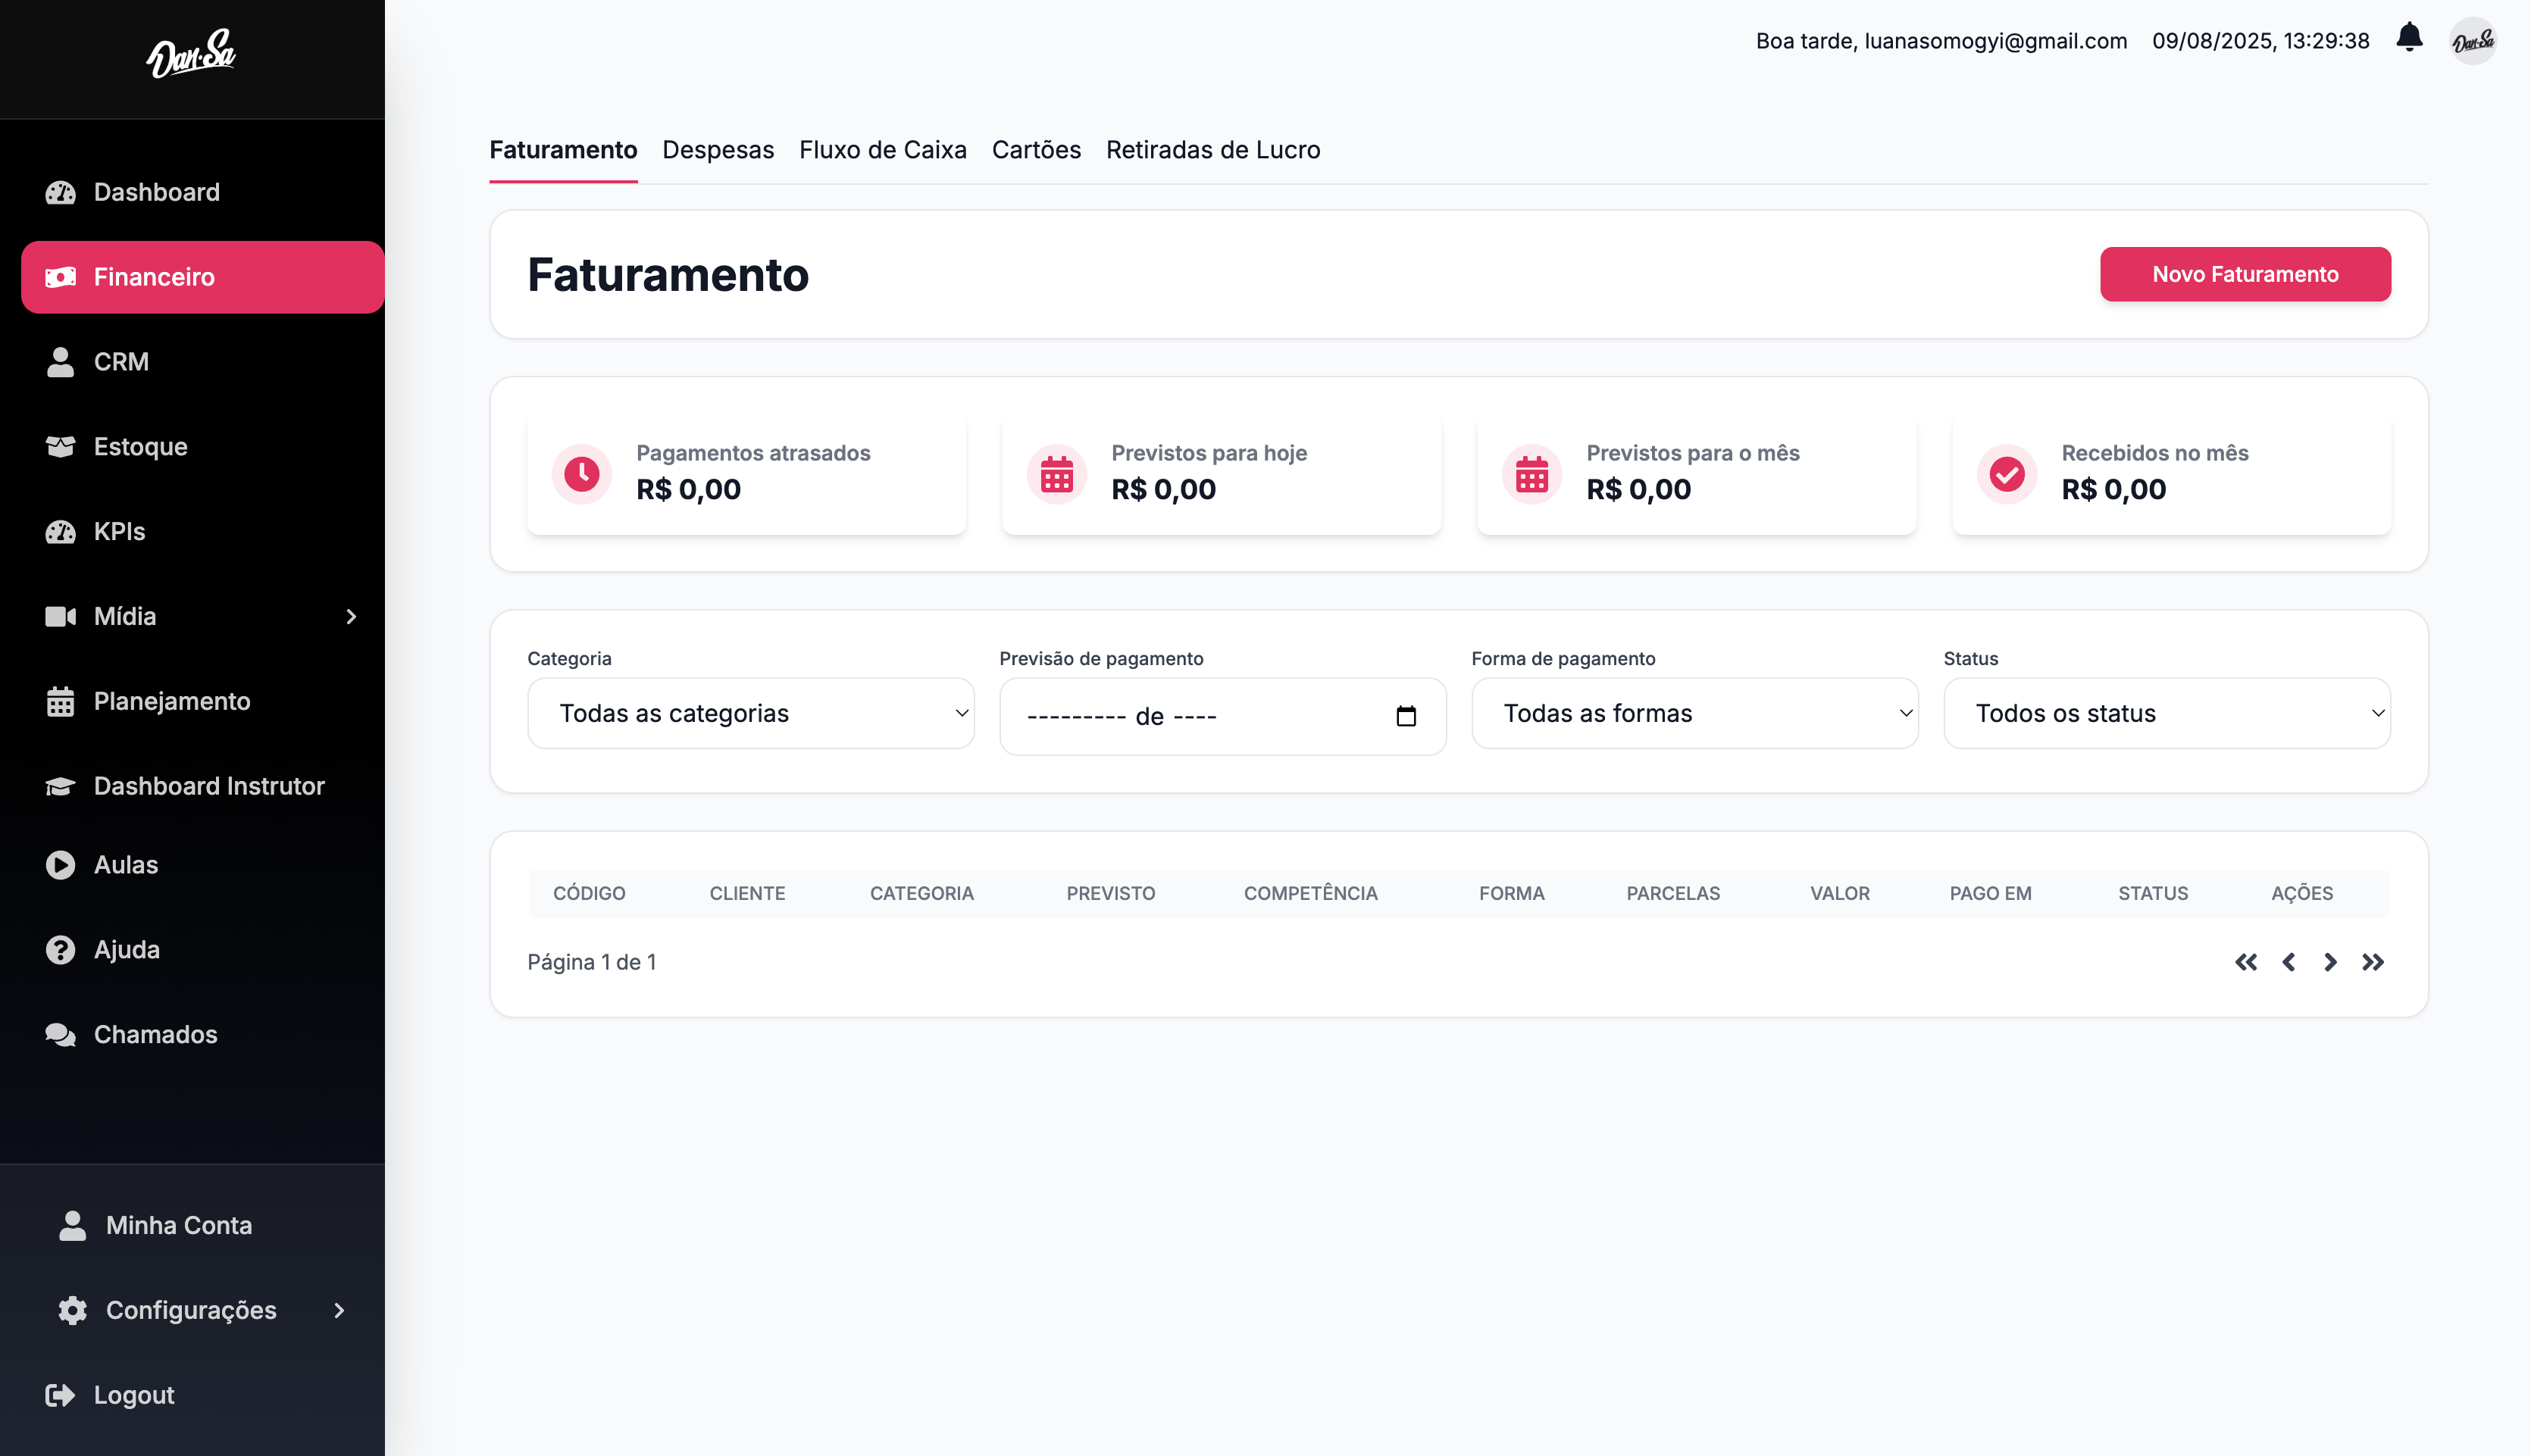 Dan-Sa
Boa tarde, luanasomogyi@gmail.com 09/08/2025, 13:29:38
Dan-Sa
Dashboard
Financeiro
CRM
Estoque
KPIs
Mídia
Planejamento
Dashboard Instrutor
Aulas
Ajuda
Chamados
Minha Conta
Configurações
Logout
Faturamento Despesas Fluxo de Caixa Cartões Retiradas de Lucro
Faturamento
Novo Faturamento
Pagamentos atrasados
R$ 0,00
Previstos para hoje
R$ 0,00
Previstos para o mês
R$ 0,00
Recebidos no mês
R$ 0,00
Categoria
Todas as categorias
Previsão de pagamento
--------- de ----
Forma de pagamento
Todas as formas
Status
Todos os status
CÓDIGO CLIENTE CATEGORIA PREVISTO COMPETÊNCIA FORMA PARCELAS VALOR PAGO EM STATUS AÇÕES
Página 1 de 1